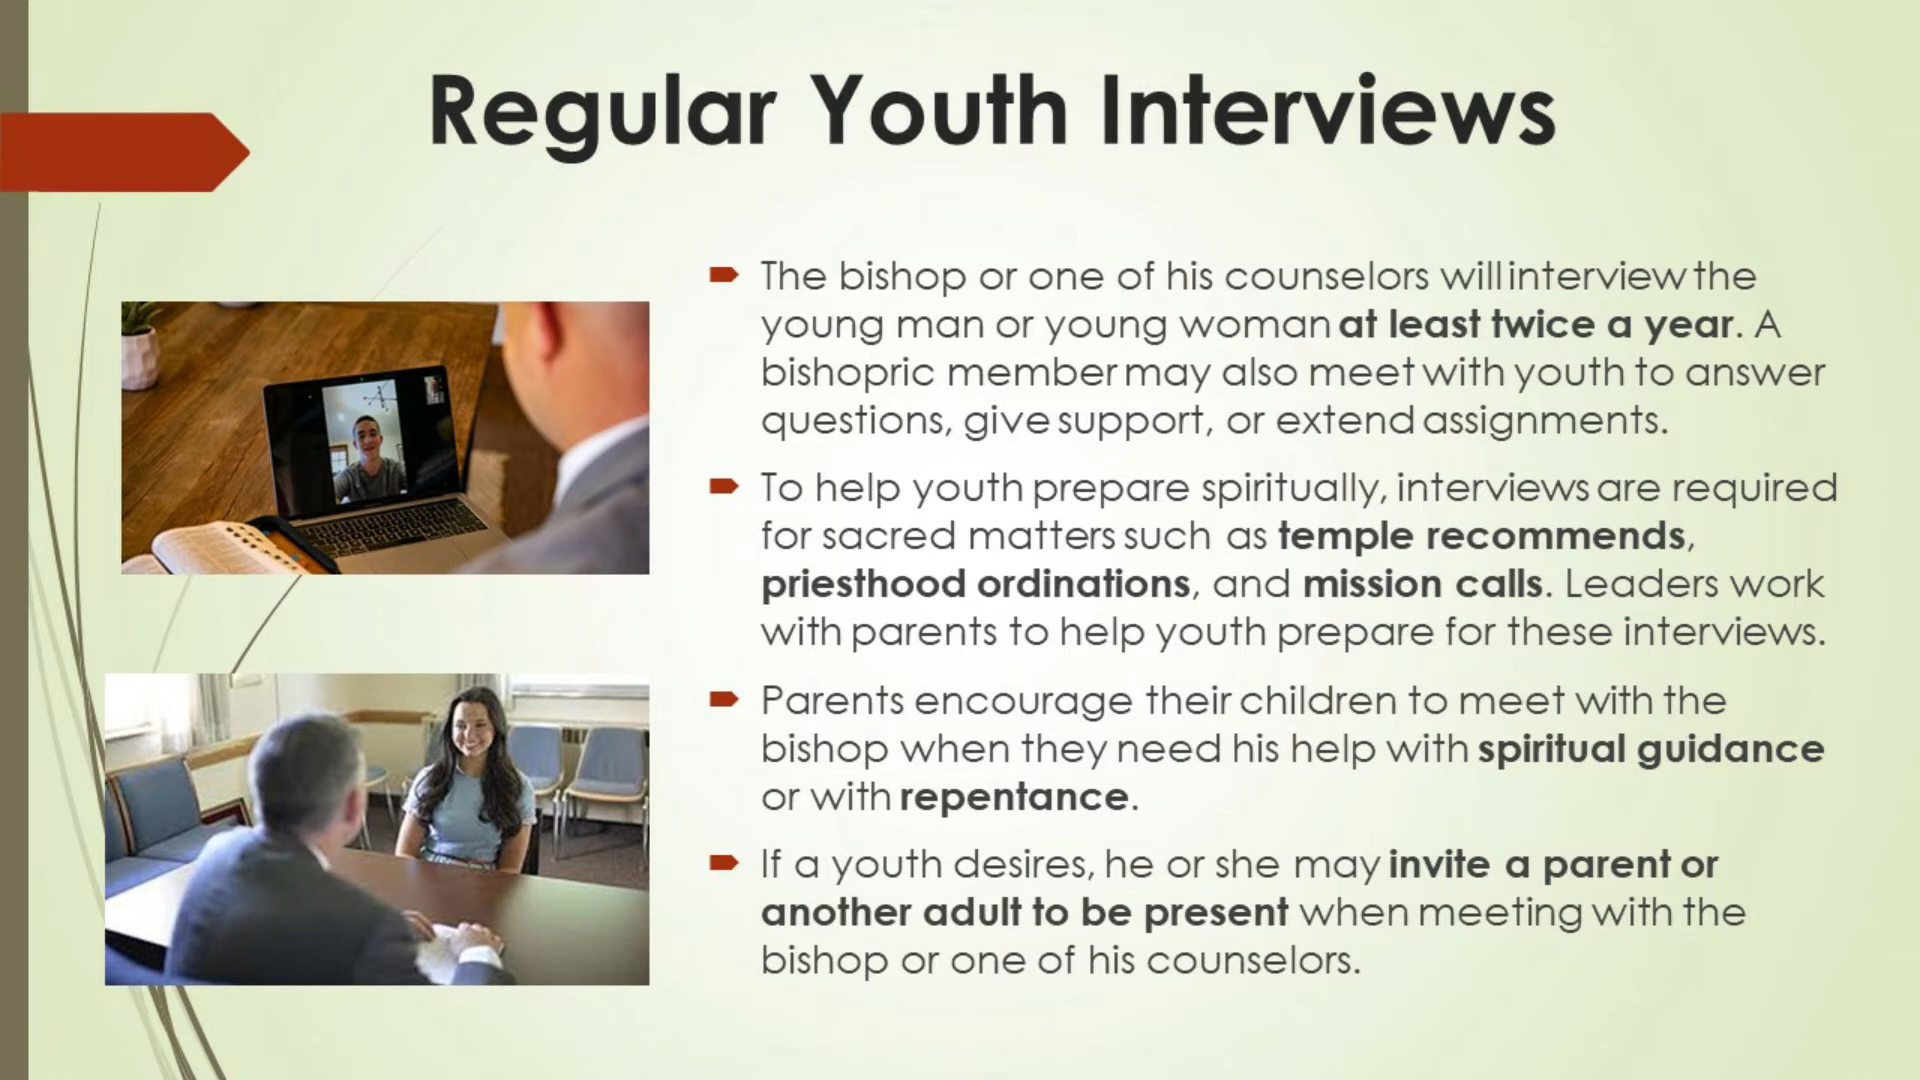 Regular Youth Interviews
The bishop or one of his counselors will interview the
young man or young woman at least twice a year. A
bishopric member may also meet with youth to answer
questions, give support, or extend assignments.
To help youth prepare spiritually, interviews are required
for sacred matters such as temple recommends,
priesthood ordinations, and mission calls. Leaders work
with parents to help youth prepare for these interviews.
Parents encourage their children to meet with the
bishop when they need his help with spiritual guidance
or with repentance.
If a youth desires, he or she may invite a parent or
another adult to be present when meeting with the
bishop or one of his counselors.